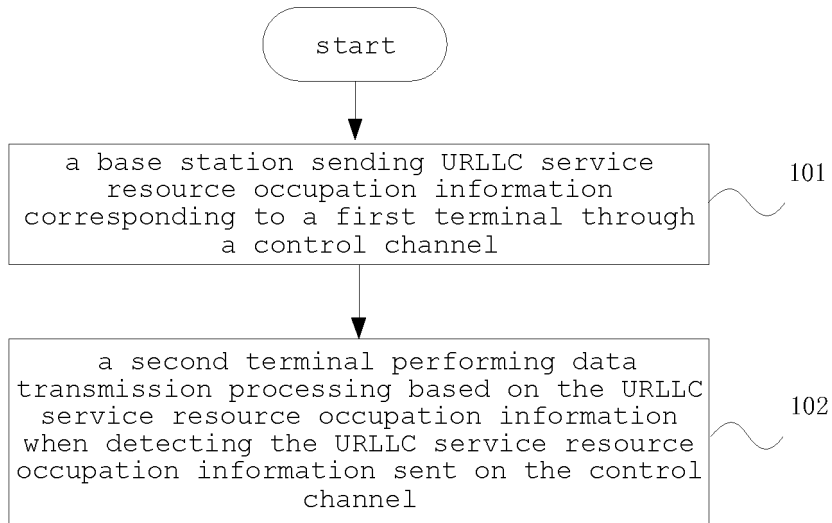 start
a base station sending URLLC service
resource occupation information
corresponding to a first terminal through
a control channel
101
a second terminal performing data
transmission processing based on the URLLC
service resource occupation information
when detecting the URLLC service resource
occupation information sent on the control
channel
102